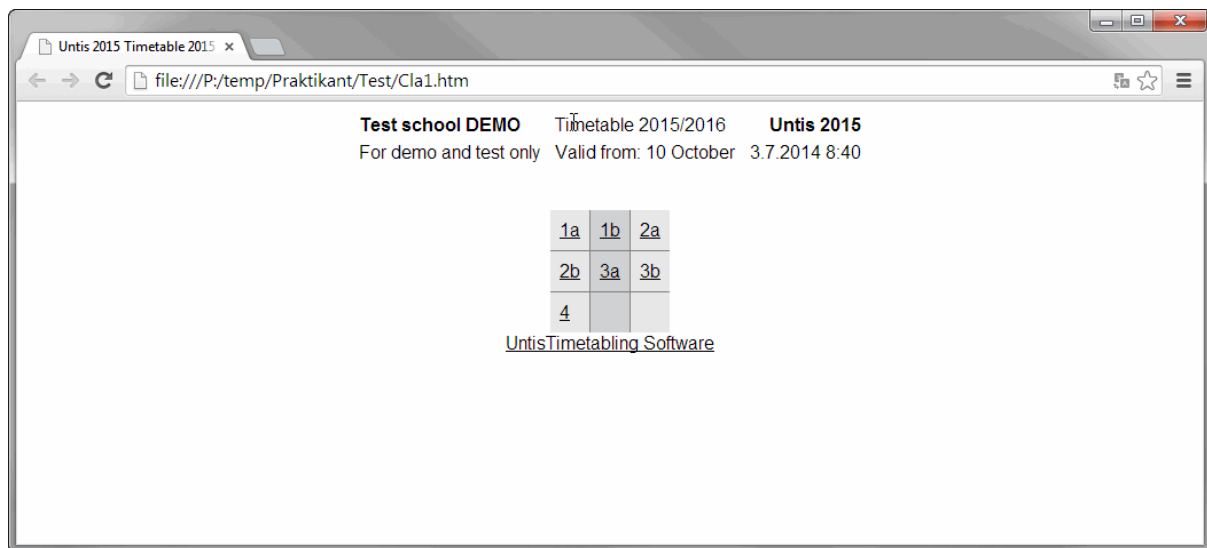 Untis 2015 Timetable 2015
file:///P:/temp/Praktikant/Test/Cla1.htm
Test school DEMO Timetable 2015/2016 Untis 2015
For demo and test only Valid from: 10 October 3.7.2014 8:40
1a 1b 2a
2b 3a 3b
4
UntisTimetabling Software